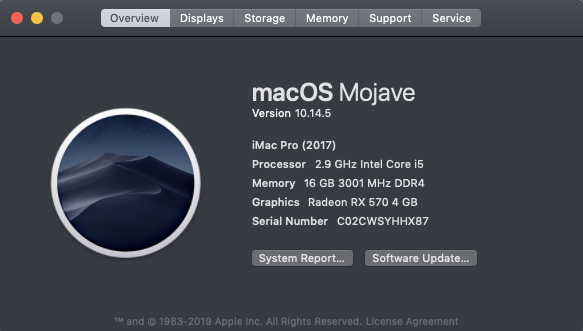 Overview Displays Storage Memory Support Service
macOS Mojave
Version 10.14.5
iMac Pro (2017)
Processor 2.9 GHz Intel Core i5
Memory 16 GB 3001 MHz DDR4
Graphics Radeon RX 570 4 GB
Serial Number C02CWSYHHX87
System Report... Software Update...
™ and © 1983-2019 Apple Inc. All Rights Reserved. License Agreement